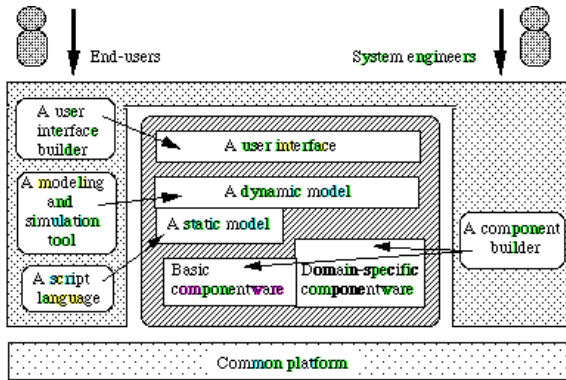 End-users
System engineers
A user
interface
builder
A user interface
A modeling
and
simulation
tool
A dynamic model
A static model
A component
builder
A script
language
Basic
componentware
Domain-specific
componentware
Common platform